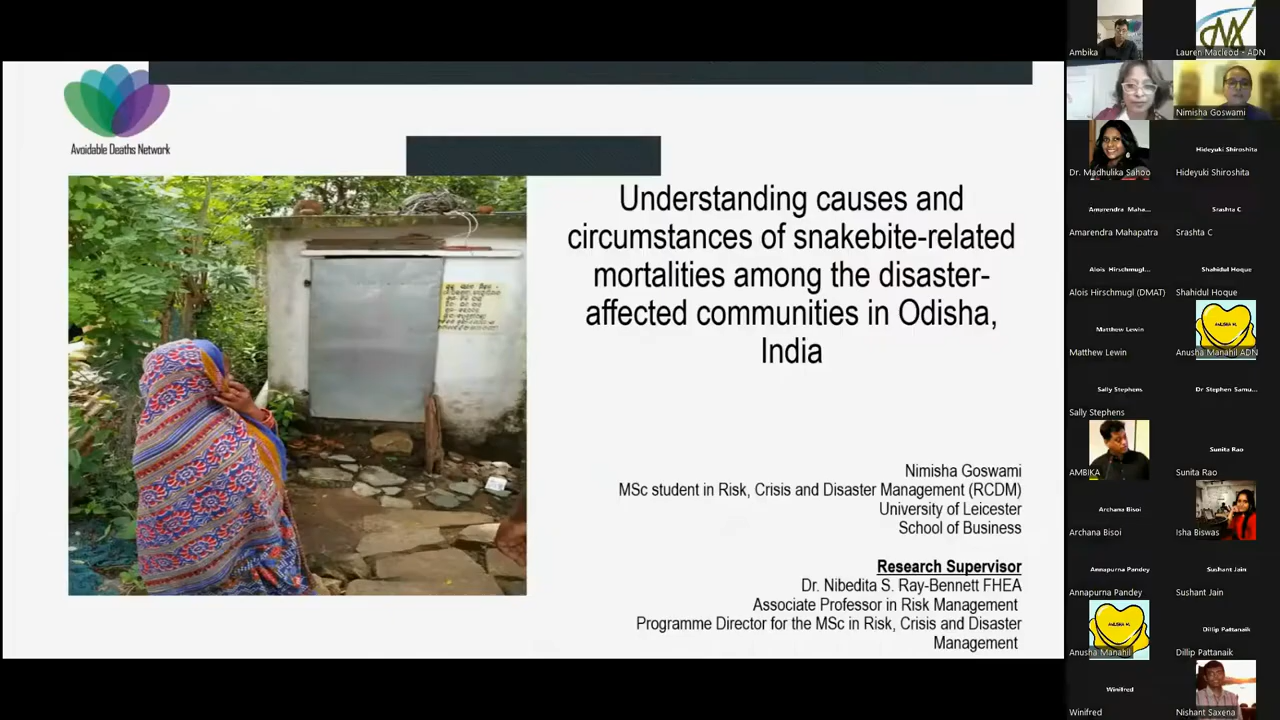 Avoidable Deaths Network
Understanding causes and
circumstances of snakebite-related
mortalities among the disaster-
affected communities in Odisha,
India
Nimisha Goswami
MSc student in Risk, Crisis and Disaster Management (RCDM)
University of Leicester
School of Business
Research Supervisor
Dr. Nibedita S. Ray-Bennett FHEA
Associate Professor in Risk Management
Programme Director for the MSc in Risk, Crisis and Disaster
Management
Ambika
Lauren Macleod - ADN
Nimisha Goswami
Dr. Madhulika Sahoo
Hideyuki Shiroshita
Hideyuki Shiroshita
Amarendra Maha...
Amarendra Mahapatra
Srashta C
Srashta C
Alois Hirschmugl...
Alois Hirschmugl (DMAT)
Shahidul Hoque
Shahidul Hoque
Matthew Lewin
Matthew Lewin
ANUSHA M.
Anusha Manahil ADN
Sally Stephens
Sally Stephens
Dr Stephen Samu...
AMBIKA
Sunita Rao
Sunita Rao
Archana Bisoi
Archana Bisoi
Isha Biswas
Annapurna Pandey
Annapurna Pandey
Sushant Jain
Sushant Jain
ANUSHA M.
Anusha Manahil
Dillip Pattanaik
Dillip Pattanaik
Winifred
Winifred
Nishant Saxena